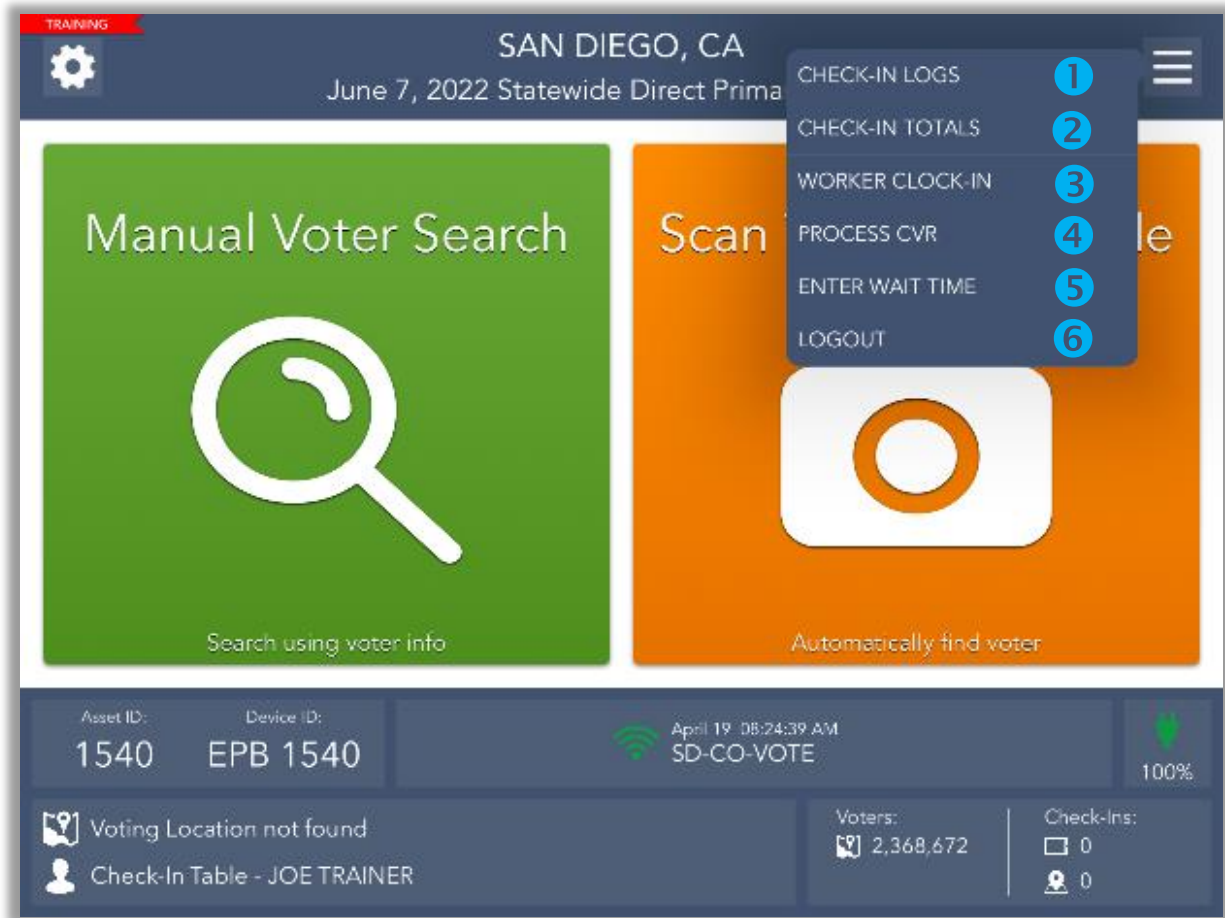 TRAINING
SAN DIEGO, CA
June 7, 2022 Statewide Direct Prima
CHECK-IN LOGS 1
CHECK-IN TOTALS 2
WORKER CLOCK-IN 3
PROCESS CVR 4
ENTER WAIT TIME 5
LOGOUT 6
Manual Voter Search
Search using voter info
Scan
le
Automatically find voter
Asset ID:
1540
Device ID:
EPB 1540
April 19 08:24:39 AM
SD-CO-VOTE
100%
Voting Location not found
Check-In Table - JOE TRAINER
Voters:
2,368,672
Check-Ins:
0
0